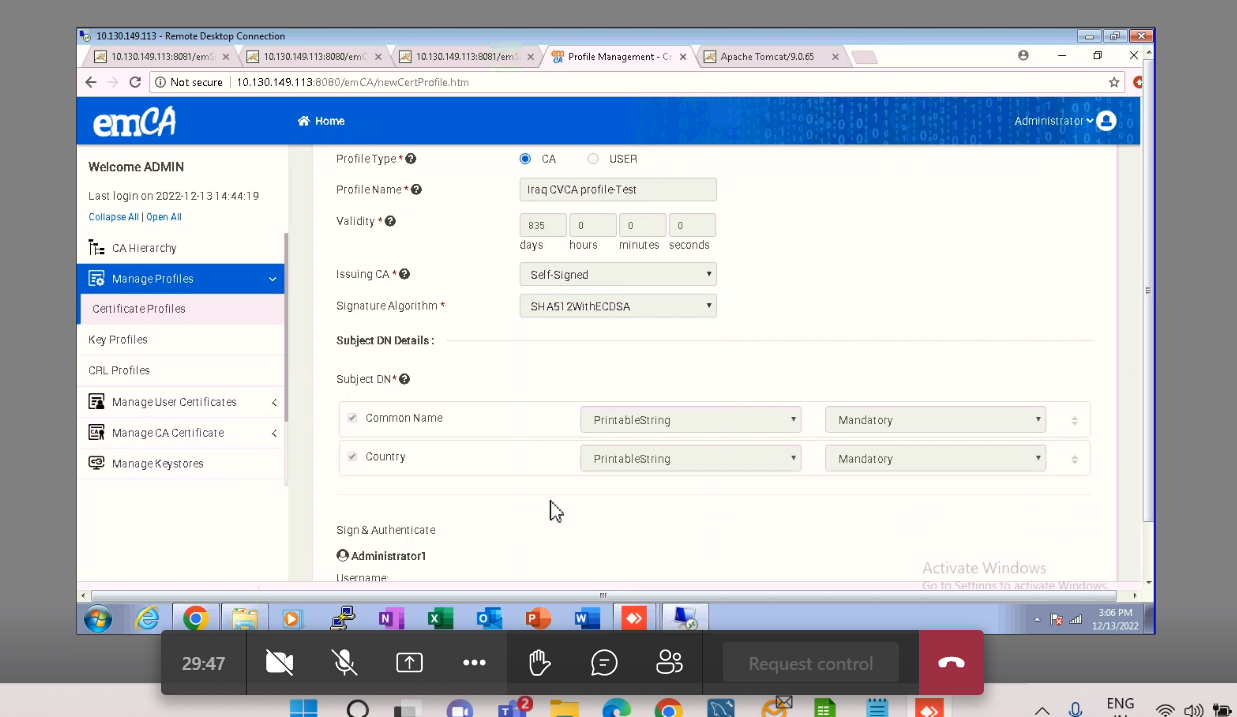 10.130.149.113 - Remote Desktop Connection
10.130.149.113:8081/emS
10.130.149.113:8080/emC
10.130.149.113:8081/emS
Profile Management - Ce
Apache Tomcat/9.0.65
Not secure
10.130.149.113:8080/emCA/newCertProfile.htm
emCA
Home
Administrator
Welcome ADMIN
Last login on 2022-12-13 14:44:19
Collapse All | Open All
CA Hierarchy
Manage Profiles
Certificate Profiles
Key Profiles
CRL Profiles
Manage User Certificates
Manage CA Certificate
Manage Keystores
Profile Type *
CA
USER
Profile Name *
Iraq CVCA profile-Test
Validity *
835 0 0 0
days hours minutes seconds
Issuing CA *
Self-Signed
Signature Algorithm *
SHA512WithECDSA
Subject DN Details :
Subject DN*
Common Name PrintableString Mandatory
Country PrintableString Mandatory
Sign & Authenticate
Administrator1
Username:
Activate Windows
Go to Settings to activate Windows.
3:06 PM
12/13/2022
29:47
Request control
2
ENG
IN